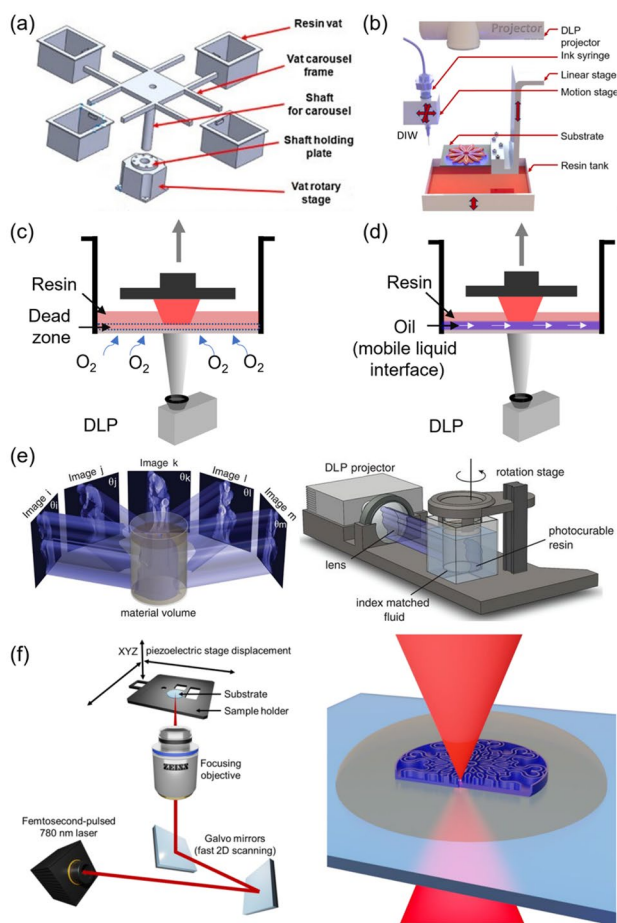 (a)
Resin vat
Vat carousel
frame
Shaft
for carousel
Shaft holding
plate
Vat rotary
stage
(b)
Projector
DLP
projector
Ink syringe
Linear stage
Motion stage
DIW
Substrate
Resin tank
(c)
Resin
Dead
zone
O2 O2 O2 O2
DLP
(d)
Resin
Oil
(mobile liquid
interface)
DLP
(e)
Image i
θi
Image j
θj
Image k
θk
Image l
θl
Image m
θm
material volume
DLP projector
rotation stage
lens
photocurable
resin
index matched
fluid
(f)
XYZ
piezoelectric stage displacement
Substrate
Sample holder
ZEISS
Focusing
objective
Femtosecond-pulsed
780 nm laser
Galvo mirrors
(fast 2D scanning)